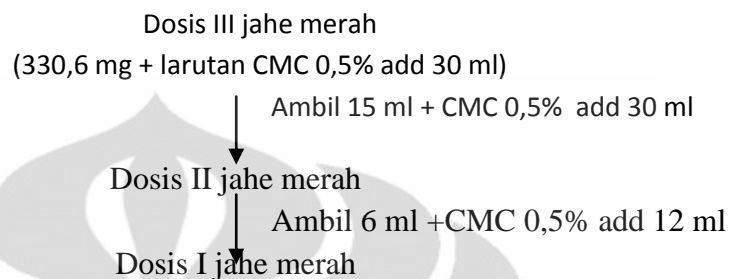 Dosis III jahe merah
(330,6 mg + larutan CMC 0,5% add 30 ml)
Ambil 15 ml + CMC 0,5% add 30 ml
Dosis II jahe merah
Ambil 6 ml +CMC 0,5% add 12 ml
Dosis I jahe merah